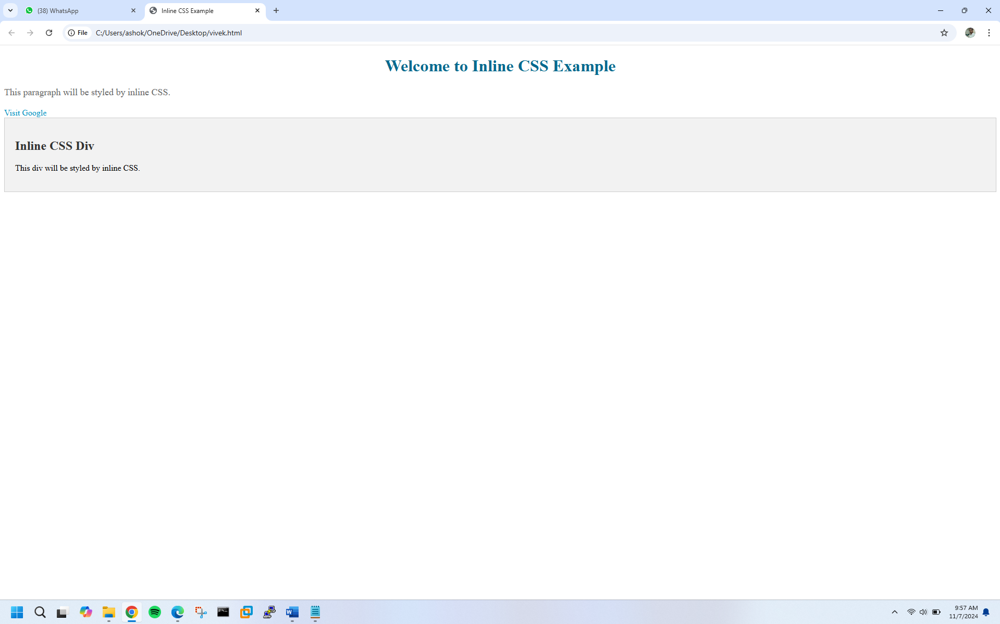 (38) WhatsApp
Inline CSS Example
File C:/Users/ashok/OneDrive/Desktop/vivek.html
Welcome to Inline CSS Example
This paragraph will be styled by inline CSS.
Visit Google
Inline CSS Div
This div will be styled by inline CSS.
9:57 AM
11/7/2024